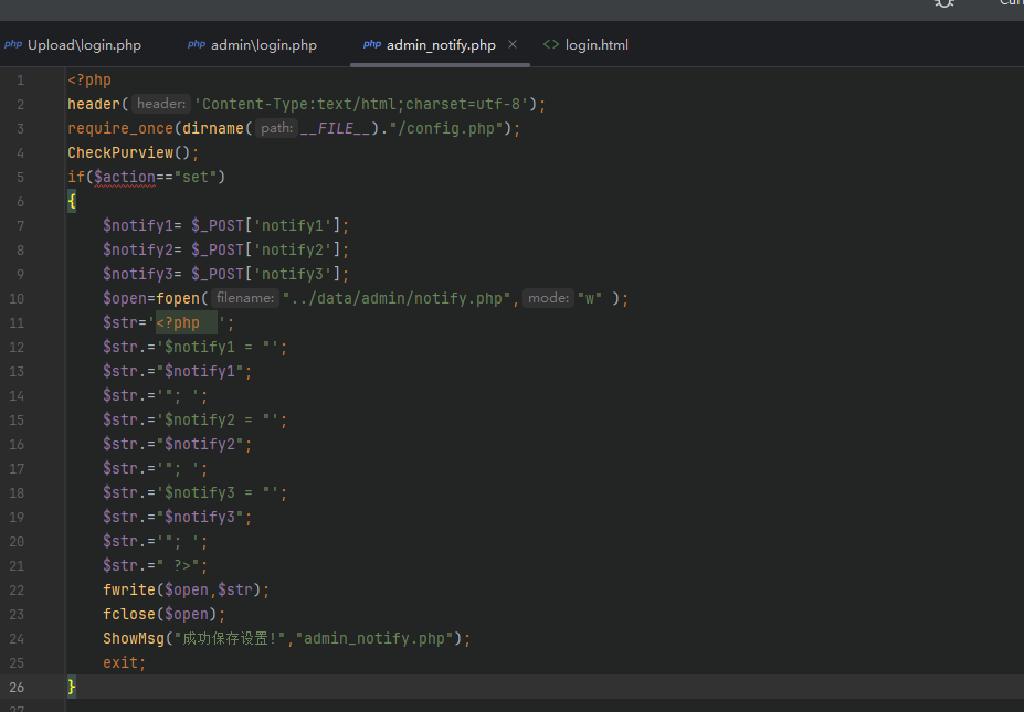 Upload\login.php admin\login.php admin_notify.php login.html
1 <?php
2 header( header: 'Content-Type:text/html;charset=utf-8');
3 require_once(dirname( path: __FILE__)."/config.php");
4 CheckPurview();
5 if($action=="set")
6 {
7 $notify1= $_POST['notify1'];
8 $notify2= $_POST['notify2'];
9 $notify3= $_POST['notify3'];
10 $open=fopen( filename: "../data/admin/notify.php", mode: "w" );
11 $str='<?php ';
12 $str.='$notify1 = "';
13 $str.="$notify1";
14 $str.='"; ';
15 $str.='$notify2 = "';
16 $str.="$notify2";
17 $str.='"; ';
18 $str.='$notify3 = "';
19 $str.="$notify3";
20 $str.='"; ';
21 $str.=" ?>";
22 fwrite($open,$str);
23 fclose($open);
24 ShowMsg("成功保存设置!","admin_notify.php");
25 exit;
26 }
27